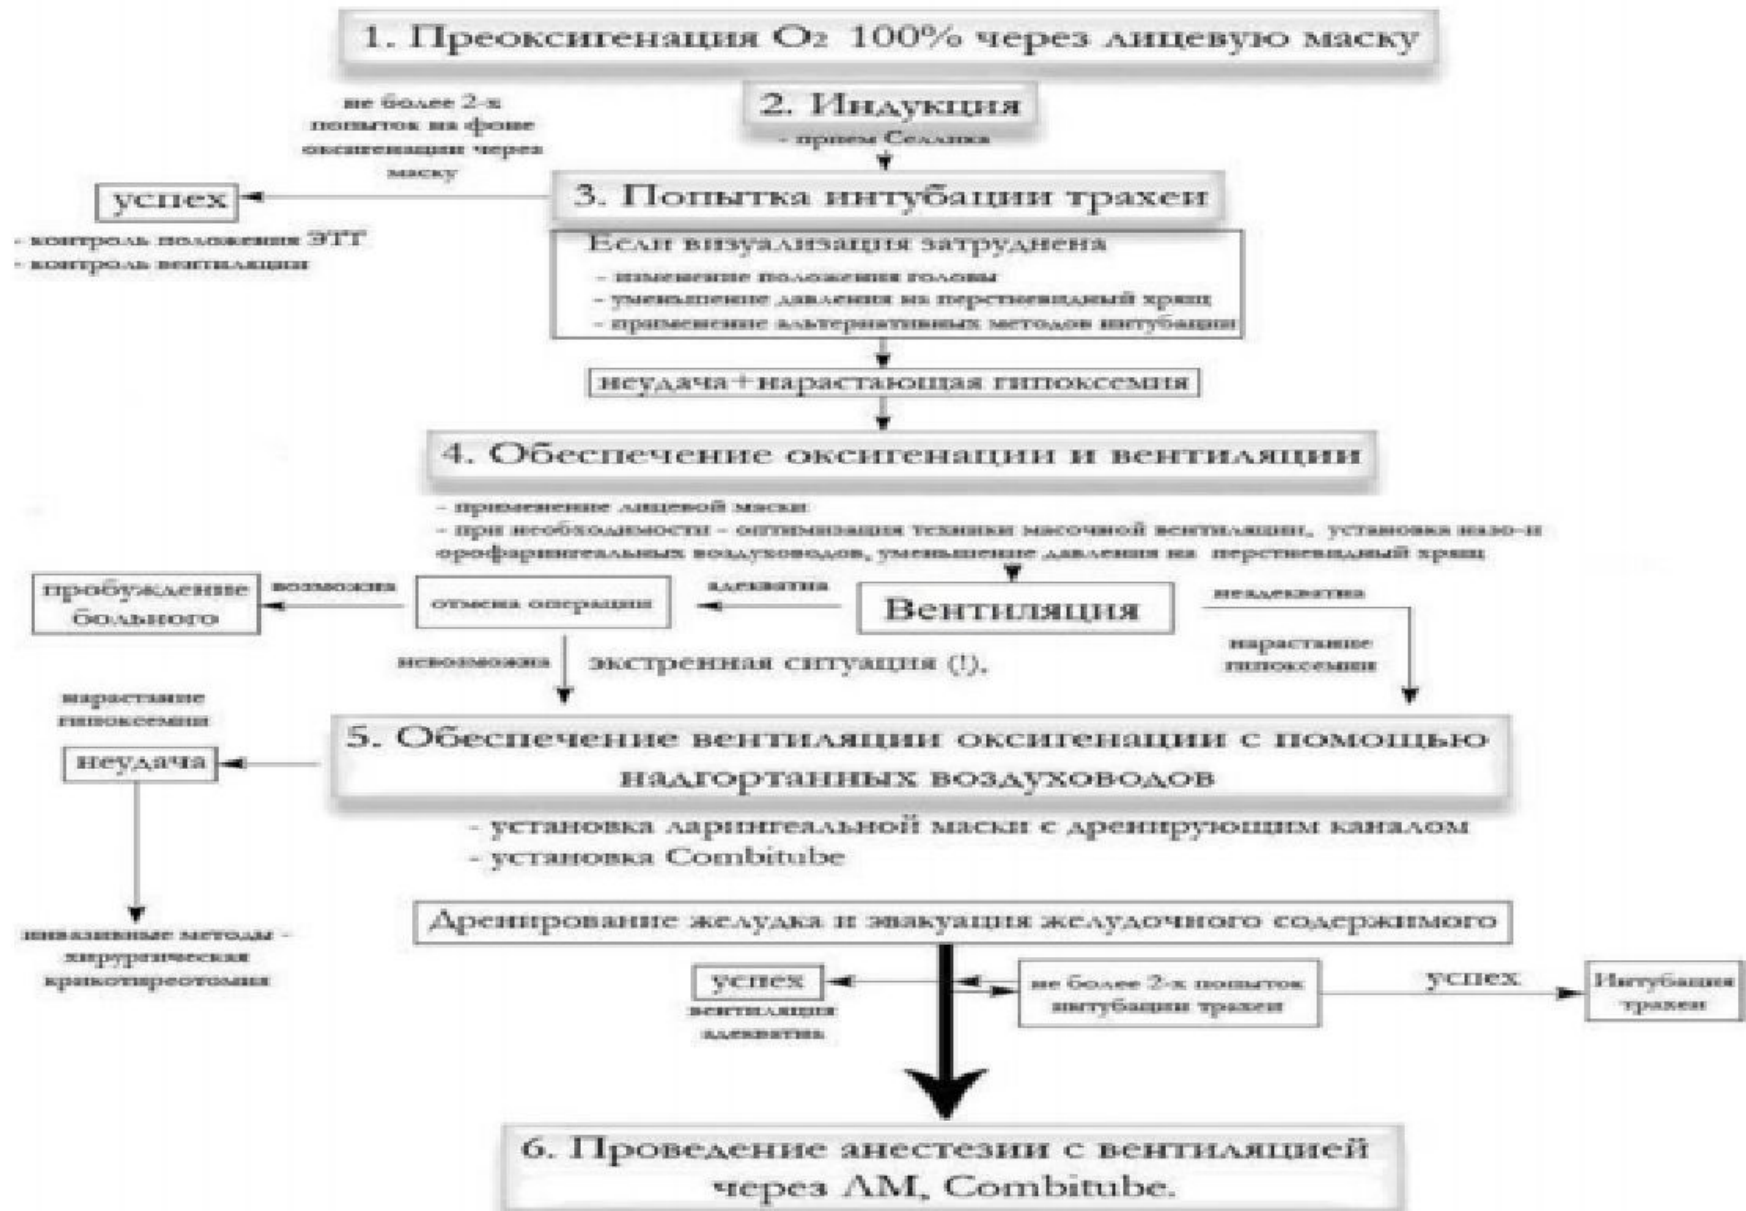 1. Преоксигенация O₂ 100% через лицевую маску
2. Индукция
- прием Селлика
не более 2-х
попыток на фоне
оксигенации через
маску
3. Попытка интубации трахеи
успех
- контроль положения ЭТТ
- контроль вентиляции
Если визуализация затруднена
- изменение положения головы
- уменьшение давления на перстневидный хрящ
- применение альтернативных методов интубации
неудача+нарастающая гипоксемия
4. Обеспечение оксигенации и вентиляции
- применение лицевой маски
- при необходимости - оптимизация техники масочной вентиляции, установка назо-и
орофарингеальных воздуховодов, уменьшение давления на перстневидный хрящ
пробуждение
больного
возможна
отмена операции
адекватна
Вентиляция
неадекватна
нарастание
гипоксемии
невозможна
экстренная ситуация (!),
нарастание
гипоксемии
неудача
5. Обеспечение вентиляции оксигенации с помощью
надгортанных воздуховодов
- установка ларингеальной маски с дренирующим каналом
- установка Combitube
инвазивные методы -
хирургическая
крикотиреотомия
Дренирование желудка и эвакуация желудочного содержимого
успех
вентиляция
адекватна
не более 2-х попыток
интубации трахеи
успех
Интубация
трахеи
6. Проведение анестезии с вентиляцией
через ЛМ, Combitube.